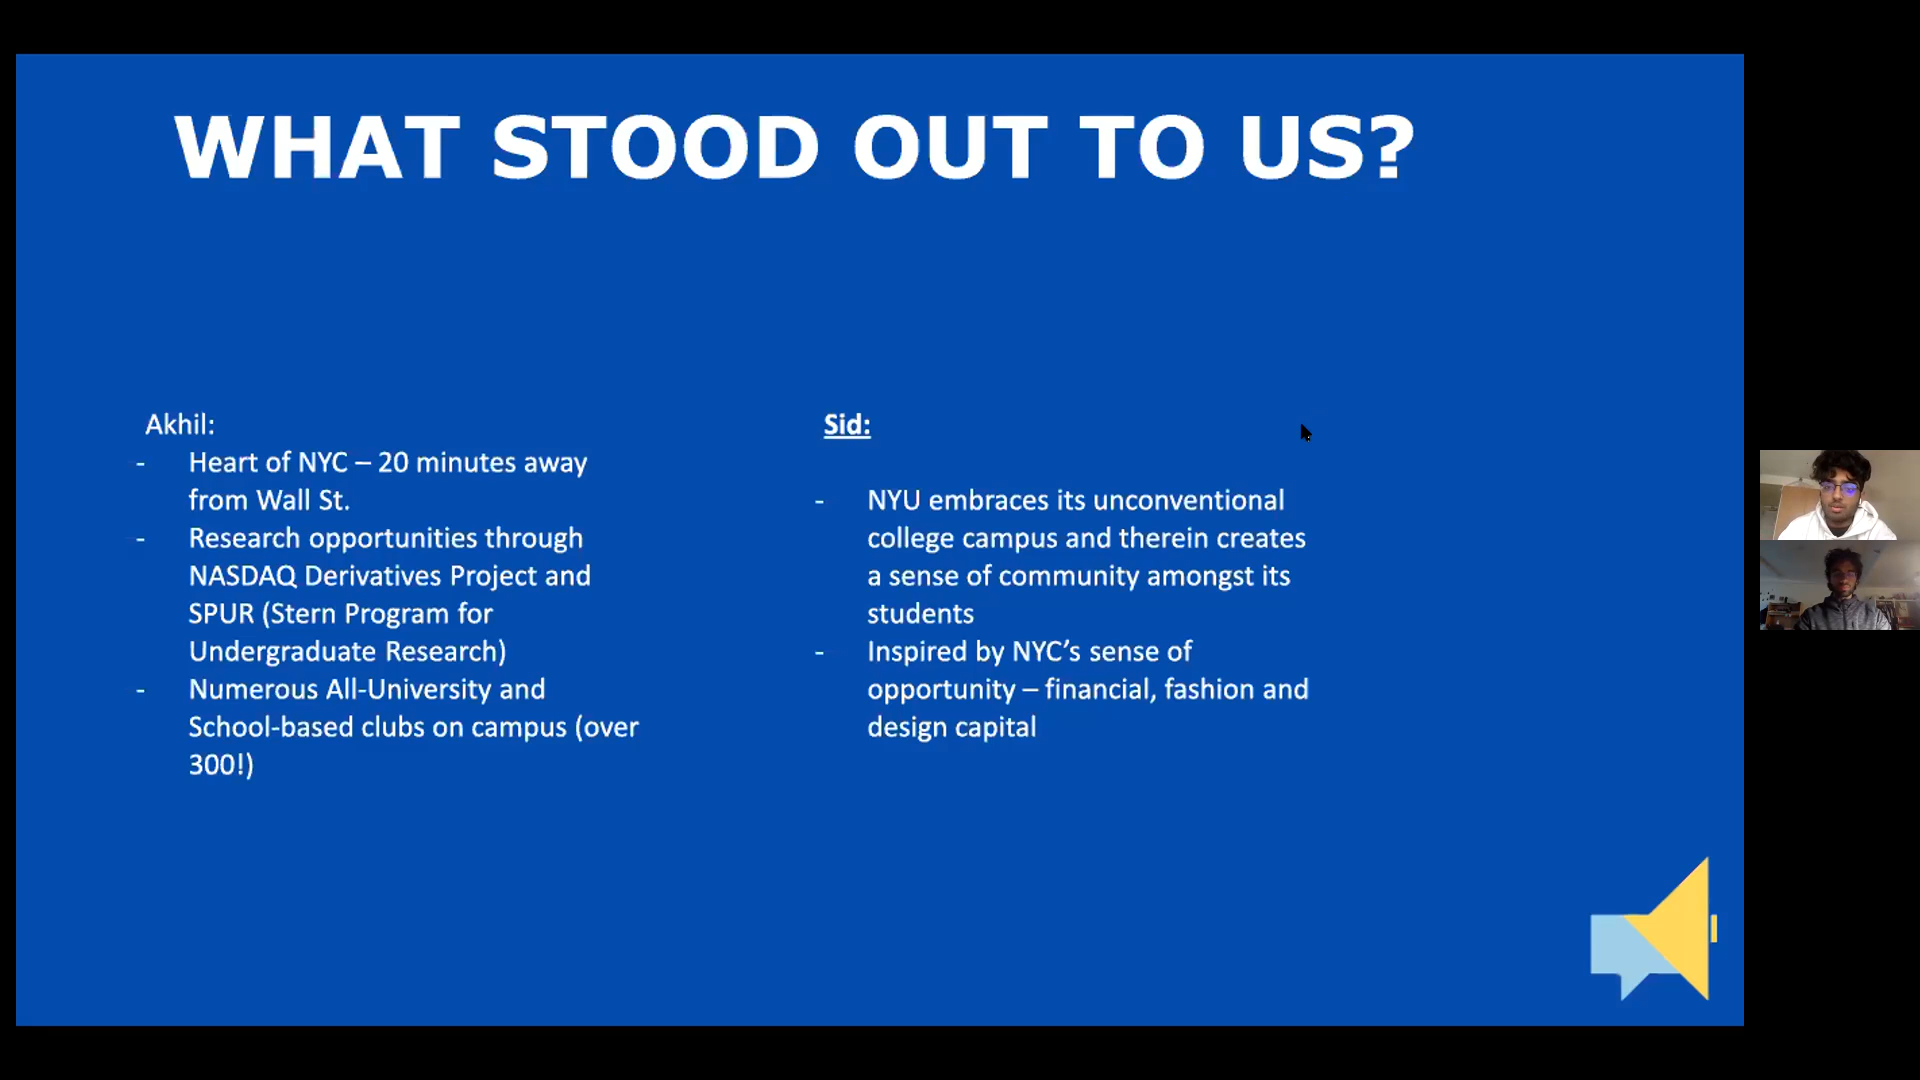 WHAT STOOD OUT TO US?
Akhil:
- Heart of NYC – 20 minutes away
from Wall St.
- Research opportunities through
NASDAQ Derivatives Project and
SPUR (Stern Program for
Undergraduate Research)
- Numerous All-University and
School-based clubs on campus (over
300!)
Sid:
- NYU embraces its unconventional
college campus and therein creates
a sense of community amongst its
students
- Inspired by NYC’s sense of
opportunity – financial, fashion and
design capital